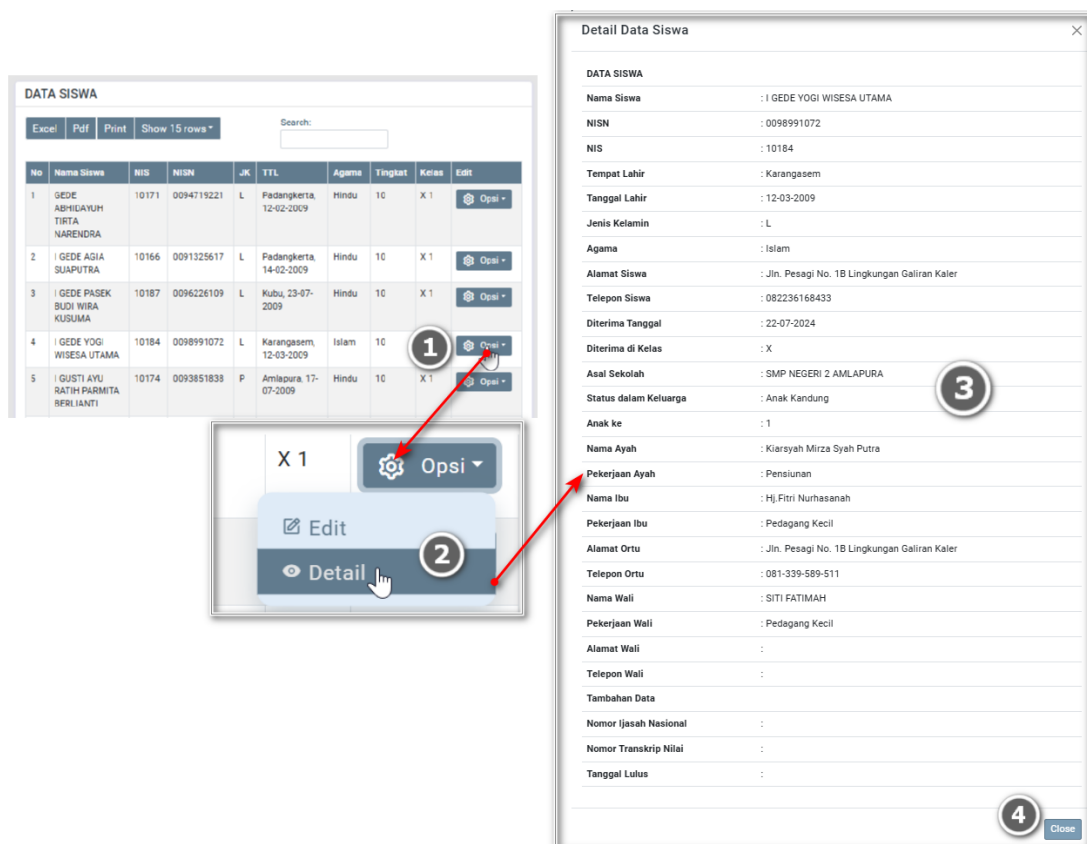 DATA SISWA
Excel Pdf Print Show 15 rows
Search:
No Nama Siswa NIS NISN JK TTL Agama Tingkat Kelas Edit
1 GEDE 10171 0094719221 L Padangkerta, Hindu 10 X 1 Opsi
ABHIDAYUH 12-02-2009
TIRTA
NARENDRA
2 I GEDE AGIA 10166 0091325617 L Padangkerta, Hindu 10 X 1 Opsi
SUAPUTRA 14-02-2009
3 I GEDE PASEK 10187 0096226109 L Kubu, 23-07- Hindu 10 X 1 Opsi
BUDI WIRA 2009
KUSUMA
4 I GEDE YOGI 10184 0098991072 L Karangasem, Islam 10 1 Opsi
WISESA UTAMA 12-03-2009
5 I GUSTI AYU 10174 0093851838 P Amlapura, 17- Hindu 10 X 1 Opsi
RATIH PARMITA 07-2009
BERLIANTI
X 1 Opsi
Edit
Detail
2
Detail Data Siswa
DATA SISWA
Nama Siswa : I GEDE YOGI WISESA UTAMA
NISN : 0098991072
NIS : 10184
Tempat Lahir : Karangasem
Tanggal Lahir : 12-03-2009
Jenis Kelamin : L
Agama : Islam
Alamat Siswa : Jln. Pesagi No. 1B Lingkungan Galiran Kaler
Telepon Siswa : 082236168433
Diterima Tanggal : 22-07-2024
Diterima di Kelas : X
Asal Sekolah : SMP NEGERI 2 AMLAPURA
3
Status dalam Keluarga : Anak Kandung
Anak ke : 1
Nama Ayah : Kiarsyah Mirza Syah Putra
Pekerjaan Ayah : Pensiunan
Nama Ibu : Hj.Fitri Nurhasanah
Pekerjaan Ibu : Pedagang Kecil
Alamat Ortu : Jln. Pesagi No. 1B Lingkungan Galiran Kaler
Telepon Ortu : 081-339-589-511
Nama Wali : SITI FATIMAH
Pekerjaan Wali : Pedagang Kecil
Alamat Wali :
Telepon Wali :
Tambahan Data
Nomor Ijasah Nasional :
Nomor Transkrip Nilai :
Tanggal Lulus :
4
Close